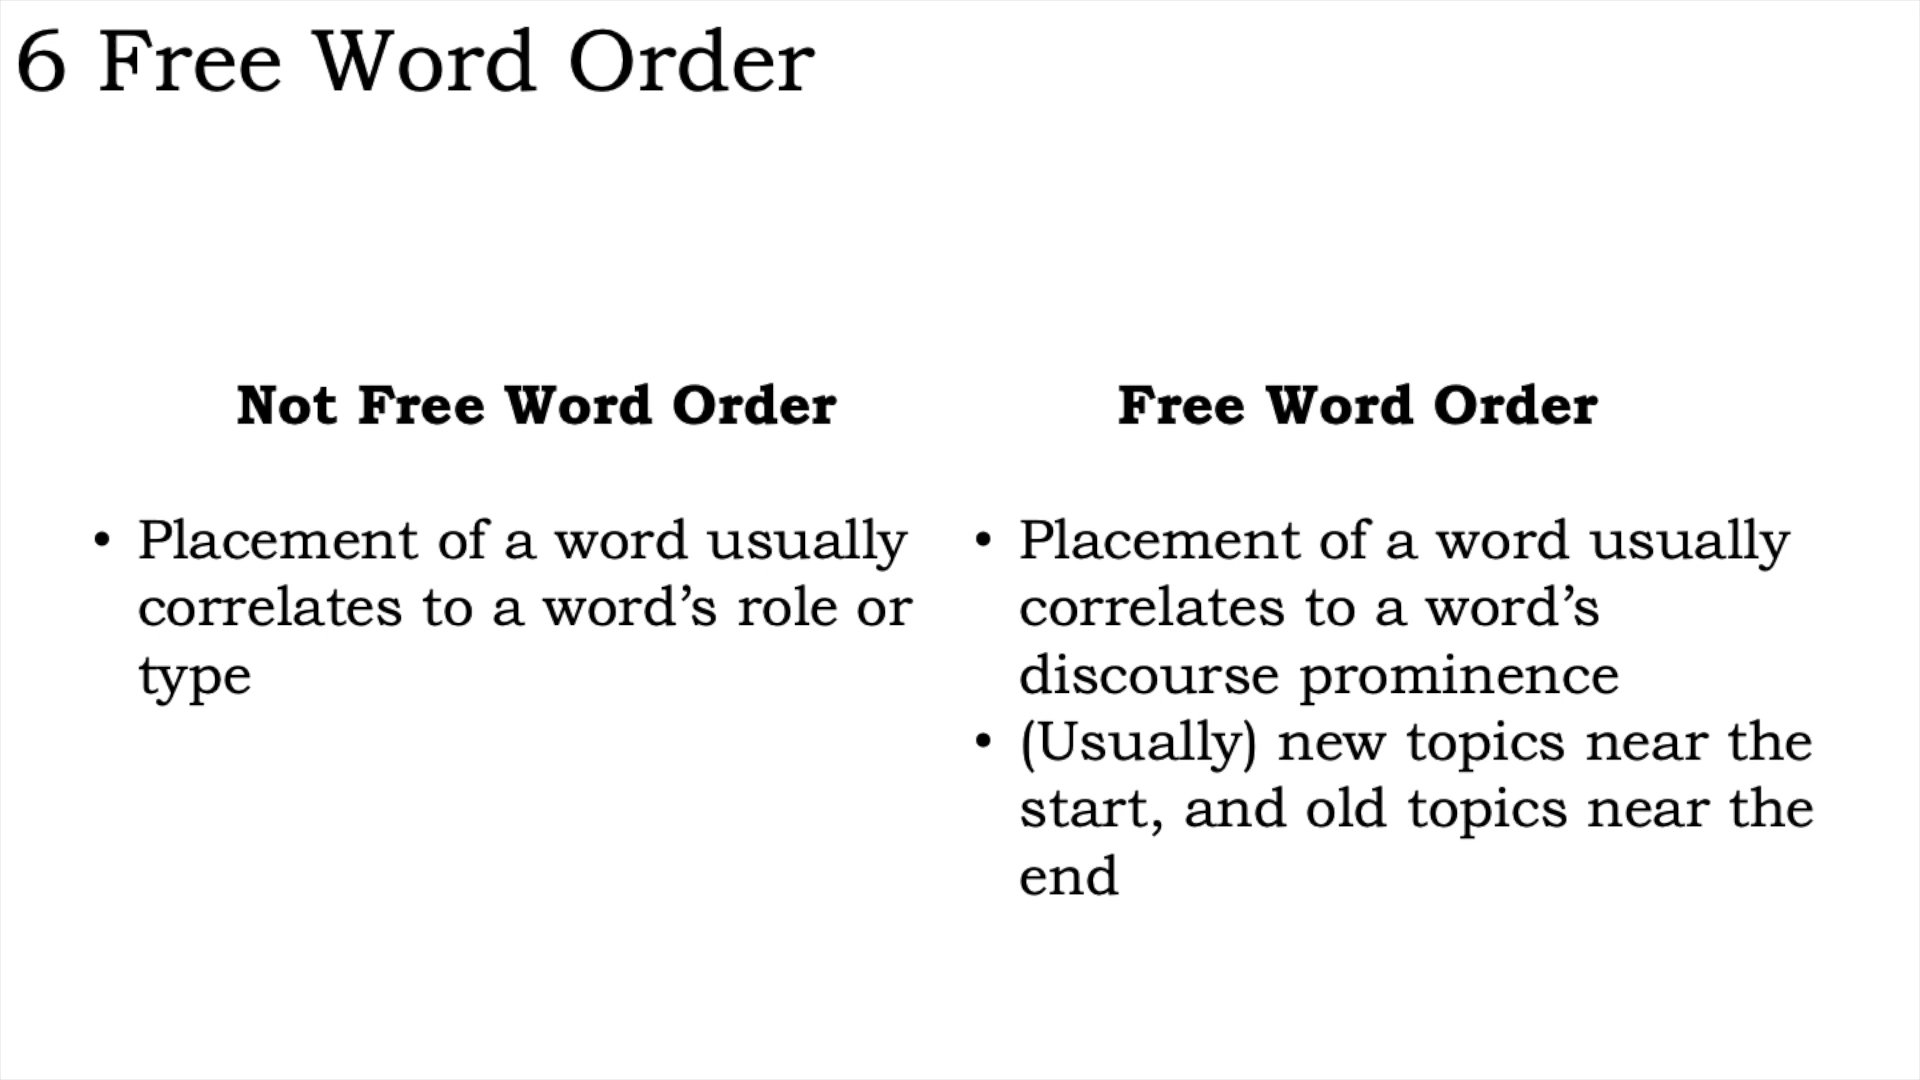 6 Free Word Order
Not Free Word Order
• Placement of a word usually
correlates to a word’s role or
type
Free Word Order
• Placement of a word usually
correlates to a word’s
discourse prominence
• (Usually) new topics near the
start, and old topics near the
end